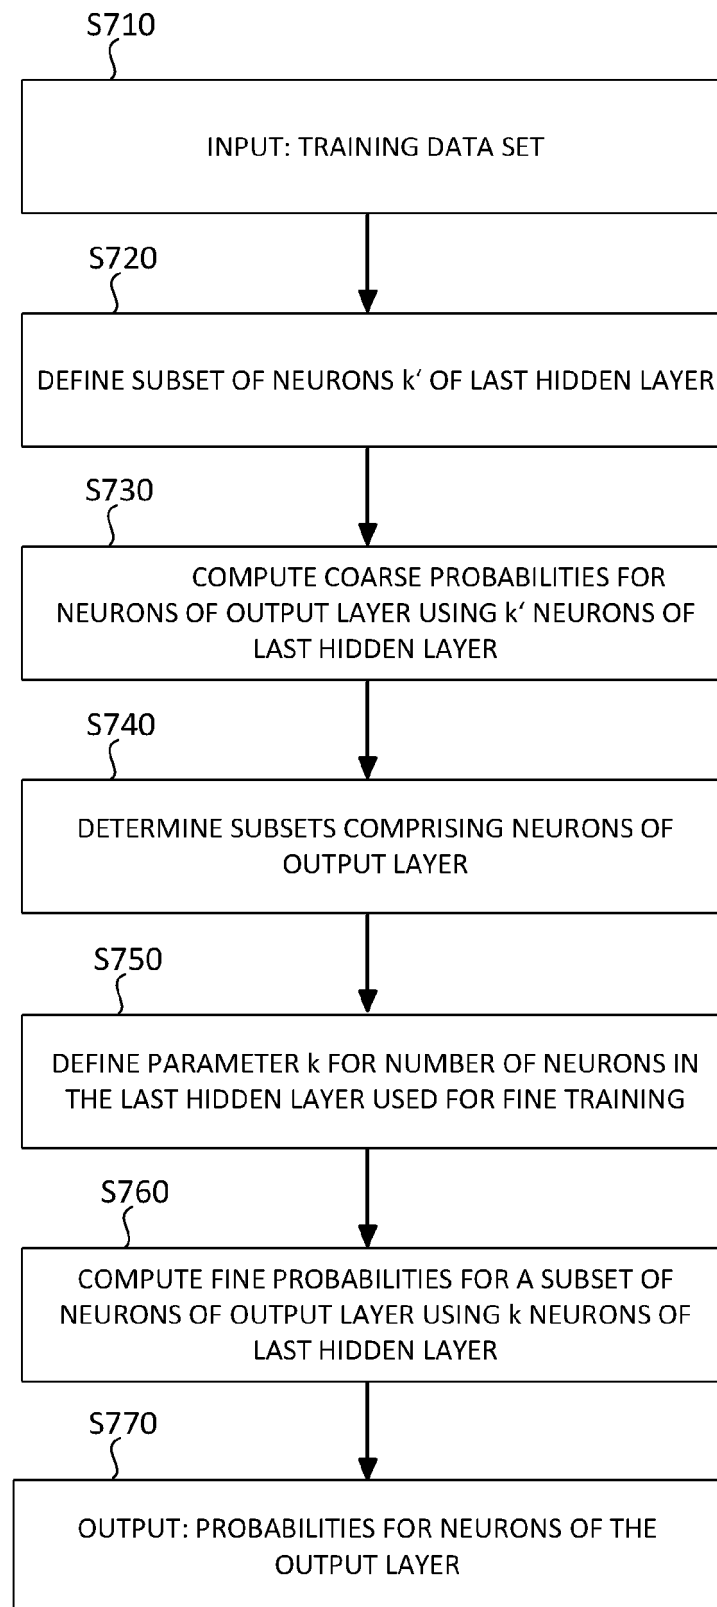 S710
INPUT: TRAINING DATA SET
S720
DEFINE SUBSET OF NEURONS k‘ OF LAST HIDDEN LAYER
S730
COMPUTE COARSE PROBABILITIES FOR
NEURONS OF OUTPUT LAYER USING k‘ NEURONS OF
LAST HIDDEN LAYER
S740
DETERMINE SUBSETS COMPRISING NEURONS OF
OUTPUT LAYER
S750
DEFINE PARAMETER k FOR NUMBER OF NEURONS IN
THE LAST HIDDEN LAYER USED FOR FINE TRAINING
S760
COMPUTE FINE PROBABILITIES FOR A SUBSET OF
NEURONS OF OUTPUT LAYER USING k NEURONS OF
LAST HIDDEN LAYER
S770
OUTPUT: PROBABILITIES FOR NEURONS OF THE
OUTPUT LAYER